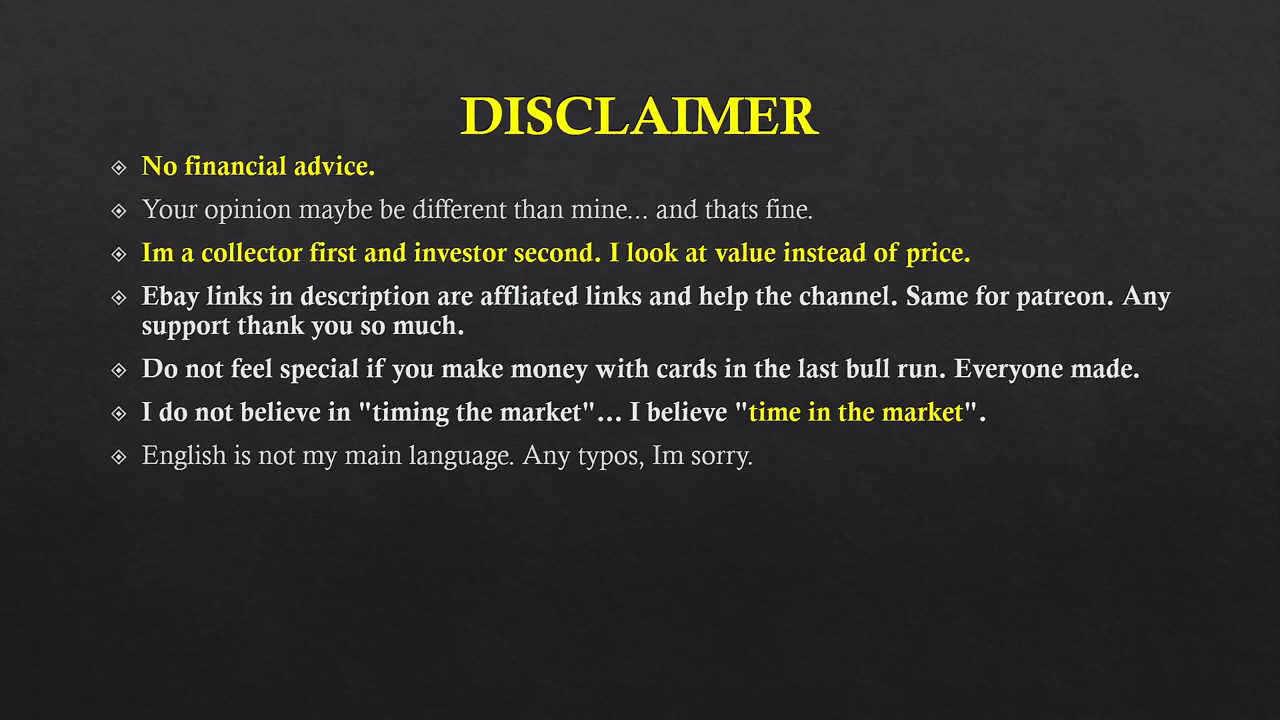 DISCLAIMER
No financial advice.
Your opinion maybe be different than mine... and thats fine.
Im a collector first and investor second. I look at value instead of price.
Ebay links in description are affliated links and help the channel. Same for patreon. Any
support thank you so much.
Do not feel special if you make money with cards in the last bull run. Everyone made.
I do not believe in "timing the market"... I believe "time in the market".
English is not my main language. Any typos, Im sorry.